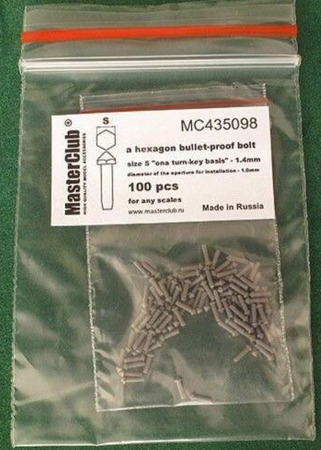 MasterClub®
HIGH-QUALITY MODEL ACCESSORIES
S
MC435098
a hexagon bullet-proof bolt
size S "ona turn-key basis" - 1.4mm
diameter of the aperture for installation - 1.0mm
100 pcs
for any scales
www.masterclub.ru
Made in Russia